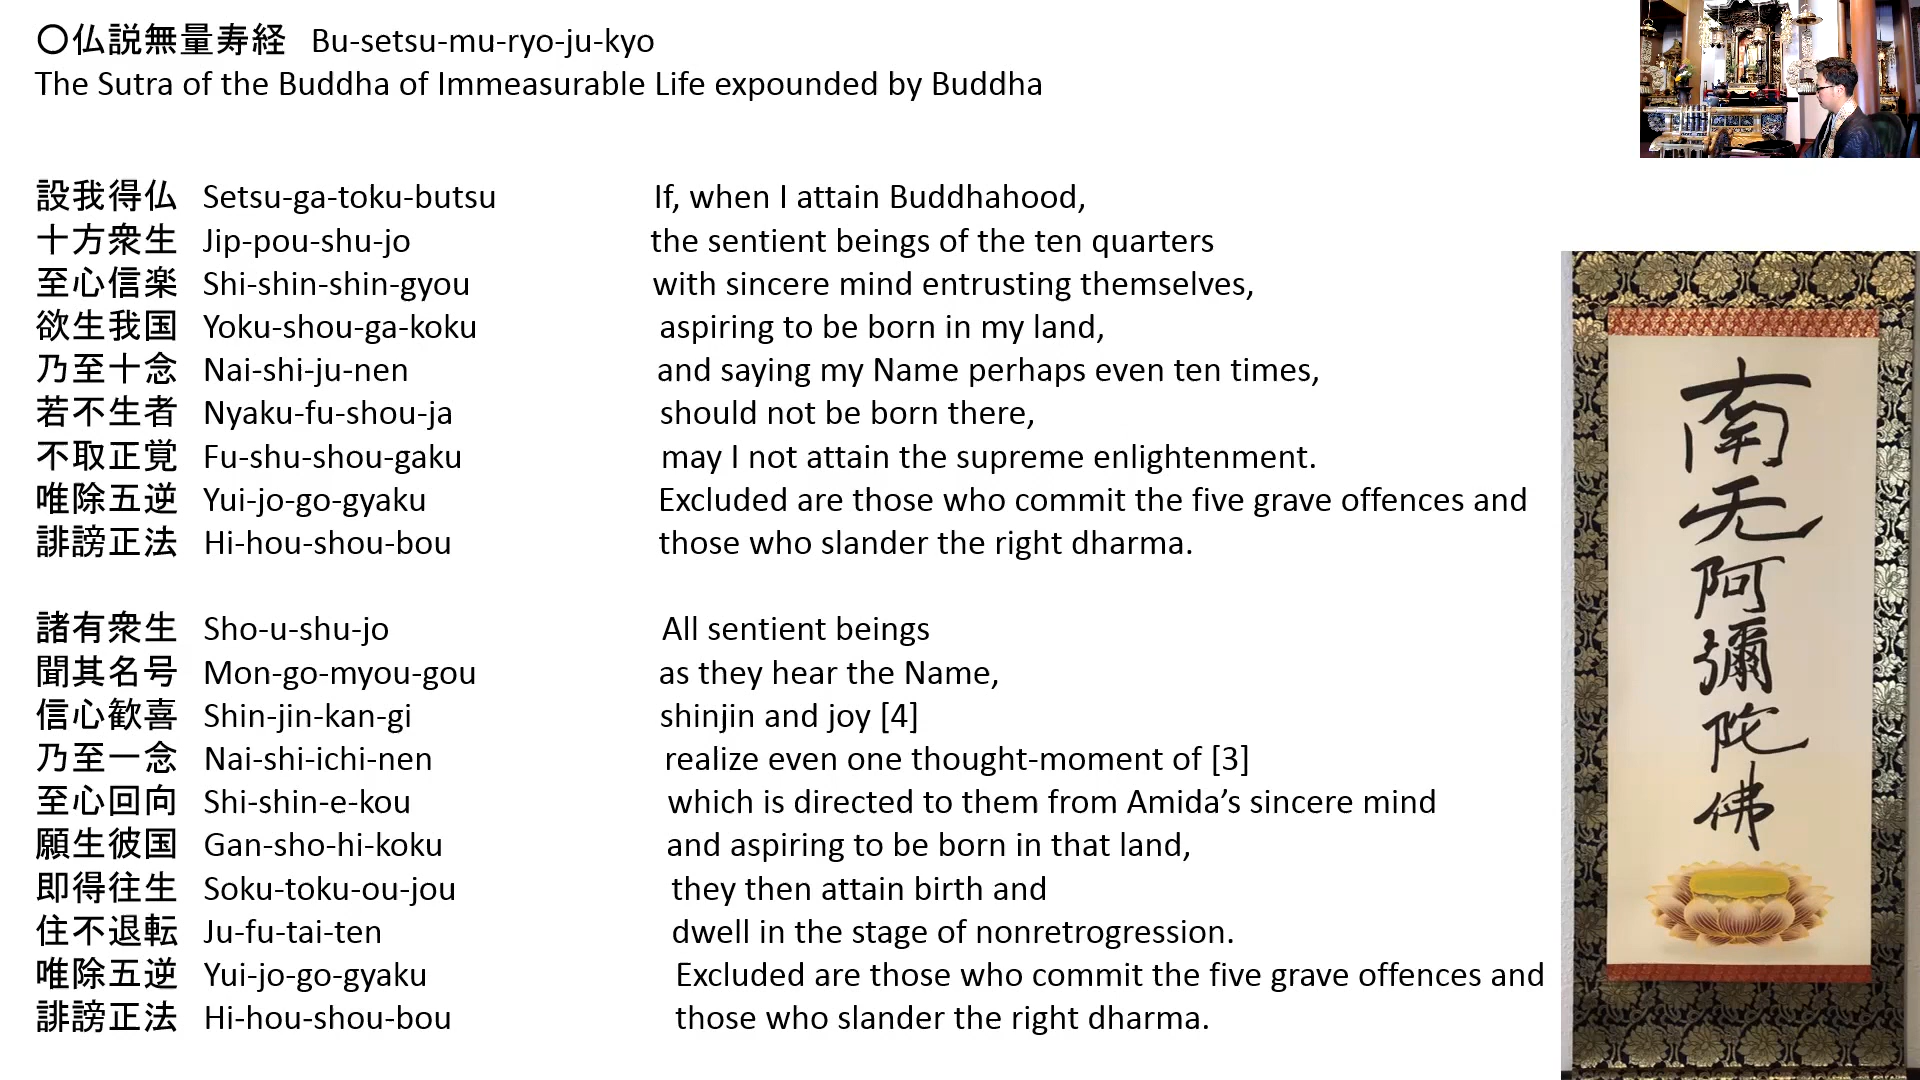 〇仏説無量寿経 Bu-setsu-mu-ryo-ju-kyo
The Sutra of the Buddha of Immeasurable Life expounded by Buddha
設我得仏 Setsu-ga-toku-butsu If, when I attain Buddhahood,
十方衆生 Jip-pou-shu-jo the sentient beings of the ten quarters
至心信楽 Shi-shin-shin-gyou with sincere mind entrusting themselves,
欲生我国 Yoku-shou-ga-koku aspiring to be born in my land,
乃至十念 Nai-shi-ju-nen and saying my Name perhaps even ten times,
若不生者 Nyaku-fu-shou-ja should not be born there,
不取正覚 Fu-shu-shou-gaku may I not attain the supreme enlightenment.
唯除五逆 Yui-jo-go-gyaku Excluded are those who commit the five grave offences and
誹謗正法 Hi-hou-shou-bou those who slander the right dharma.
諸有衆生 Sho-u-shu-jo All sentient beings
聞其名号 Mon-go-myou-gou as they hear the Name,
信心歓喜 Shin-jin-kan-gi shinjin and joy [4]
乃至一念 Nai-shi-ichi-nen realize even one thought-moment of [3]
至心回向 Shi-shin-e-kou which is directed to them from Amida’s sincere mind
願生彼国 Gan-sho-hi-koku and aspiring to be born in that land,
即得往生 Soku-toku-ou-jou they then attain birth and
住不退転 Ju-fu-tai-ten dwell in the stage of nonretrogression.
唯除五逆 Yui-jo-go-gyaku Excluded are those who commit the five grave offences and
誹謗正法 Hi-hou-shou-bou those who slander the right dharma.
南无阿彌陀佛